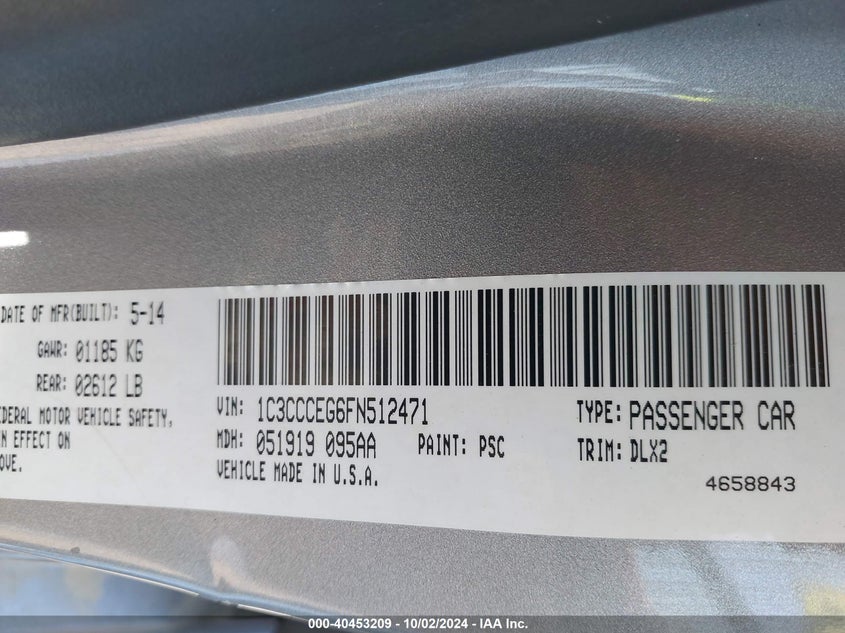 DATE OF MFR(BUILT): 5-14
GAWR: 01185 KG
REAR: 02612 LB
FEDERAL MOTOR VEHICLE SAFETY,
IN EFFECT ON
VIN: 1C3CCCEG6FN512471
TYPE: PASSENGER CAR
MDH: 051919 095AA
PAINT: PSC
TRIM: DLX2
VEHICLE MADE IN U.S.A.
4658843
000-40453209 - 10/02/2024 - IAA Inc.